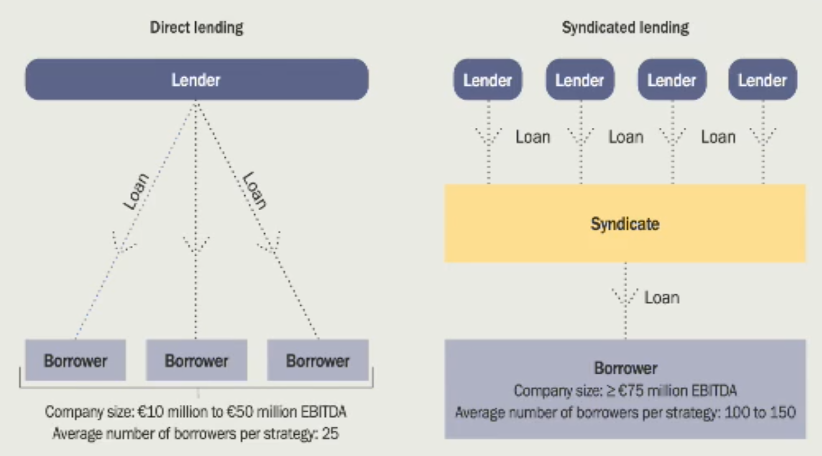 Direct lending
Lender
Loan
Loan
Borrower
Borrower
Borrower
Company size: €10 million to €50 million EBITDA
Average number of borrowers per strategy: 25
Syndicated lending
Lender
Lender
Lender
Lender
Loan
Loan
Loan
Syndicate
Loan
Borrower
Company size: ≥ €75 million EBITDA
Average number of borrowers per strategy: 100 to 150